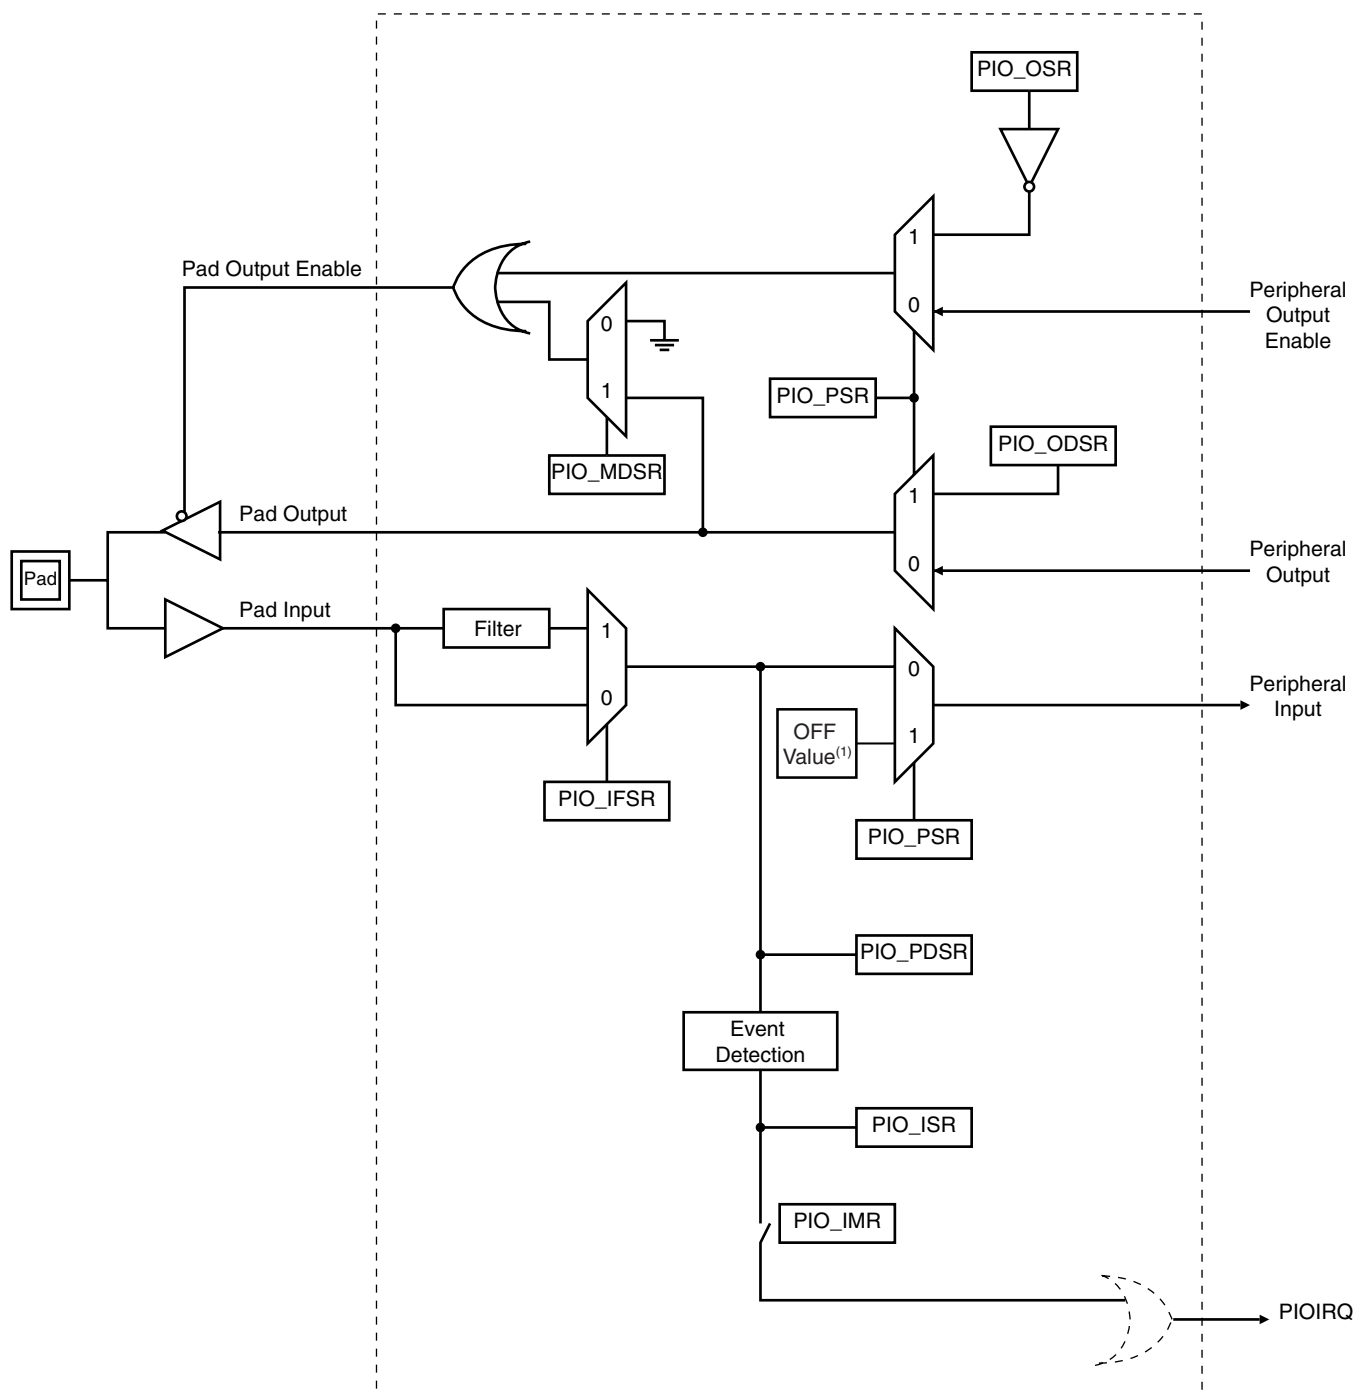 PIO_OSR
1
Pad Output Enable
0
Peripheral
Output
Enable
0
1
PIO_PSR
PIO_MDSR
PIO_ODSR
1
Pad Output
0
Peripheral
Output
Pad
Pad Input
Filter
1
0
0
Peripheral
Input
OFF
Value(1)
1
PIO_IFSR
PIO_PSR
PIO_PDSR
Event
Detection
PIO_ISR
PIO_IMR
PIOIRQ